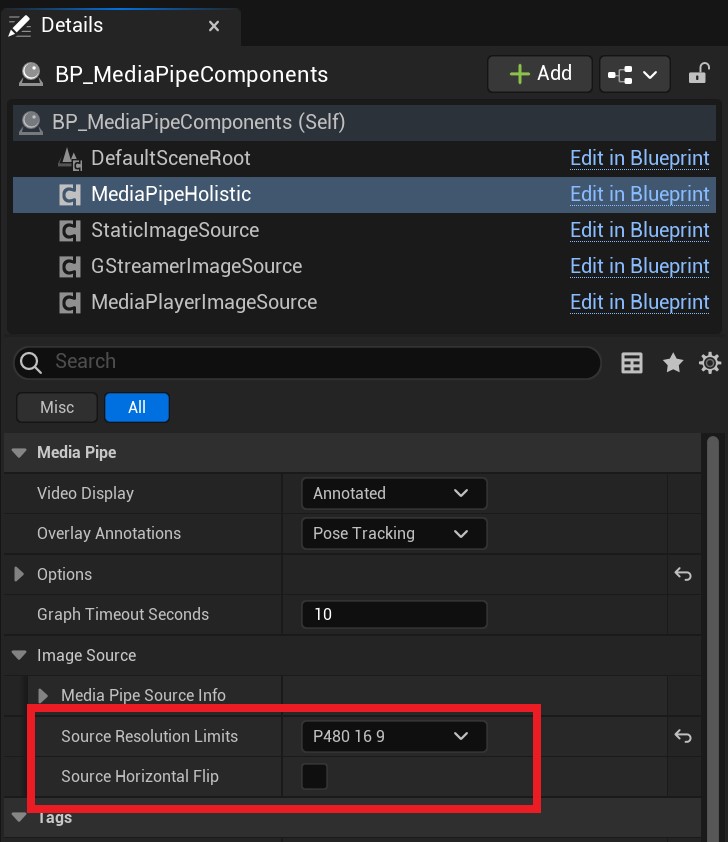 Details
BP_MediaPipeComponents
Add
BP_MediaPipeComponents (Self)
DefaultSceneRoot Edit in Blueprint
MediaPipeHolistic Edit in Blueprint
StaticImageSource Edit in Blueprint
GStreamerImageSource Edit in Blueprint
MediaPlayerImageSource Edit in Blueprint
Search
Misc All
Media Pipe
Video Display Annotated
Overlay Annotations Pose Tracking
Options
Graph Timeout Seconds 10
Image Source
Media Pipe Source Info
Source Resolution Limits P480 16 9
Source Horizontal Flip
Tags